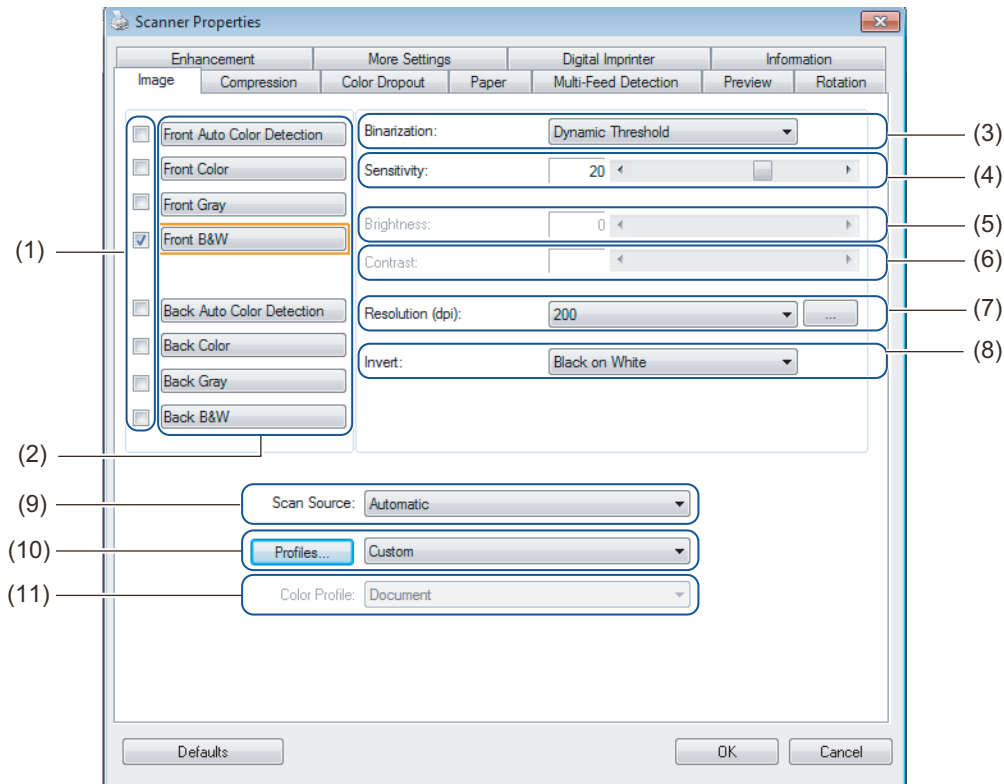 Scanner Properties
Enhancement More Settings Digital Imprinter Information
Image Compression Color Dropout Paper Multi-Feed Detection Preview Rotation
Front Auto Color Detection Binarization: Dynamic Threshold (3)
Front Color Sensitivity: 20 (4)
Front Gray Brightness: 0 (5)
(1) Front B&W Contrast: (6)
Back Auto Color Detection Resolution (dpi): 200 ... (7)
Back Color Invert: Black on White (8)
Back Gray
Back B&W
(2)
(9) Scan Source: Automatic
(10) Profiles... Custom
(11) Color Profile: Document
Defaults OK Cancel